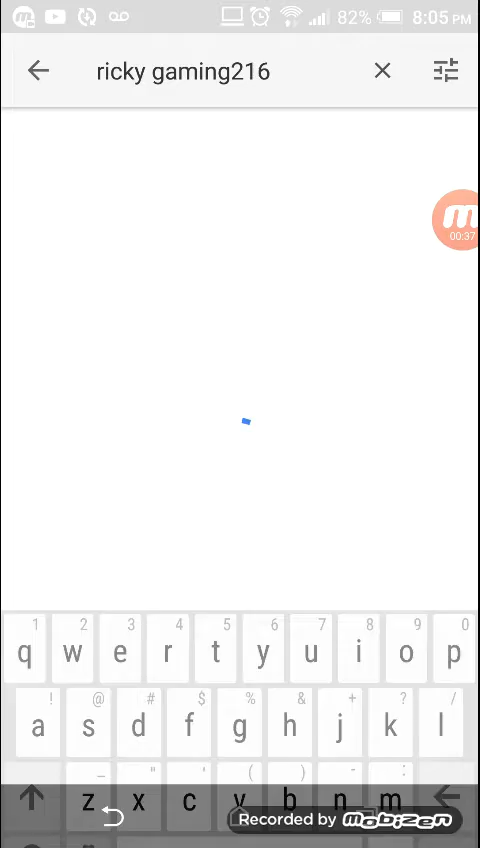 82% 8:05 PM
ricky gaming216
m
00:37
1 2 3 4 5 6 7 8 9 0
q w e r t y u i o p
! @ # $ % & + ? /
a s d f g h j k l
_ " ' ( ) - :
z x c v b n m
Recorded by mobizen